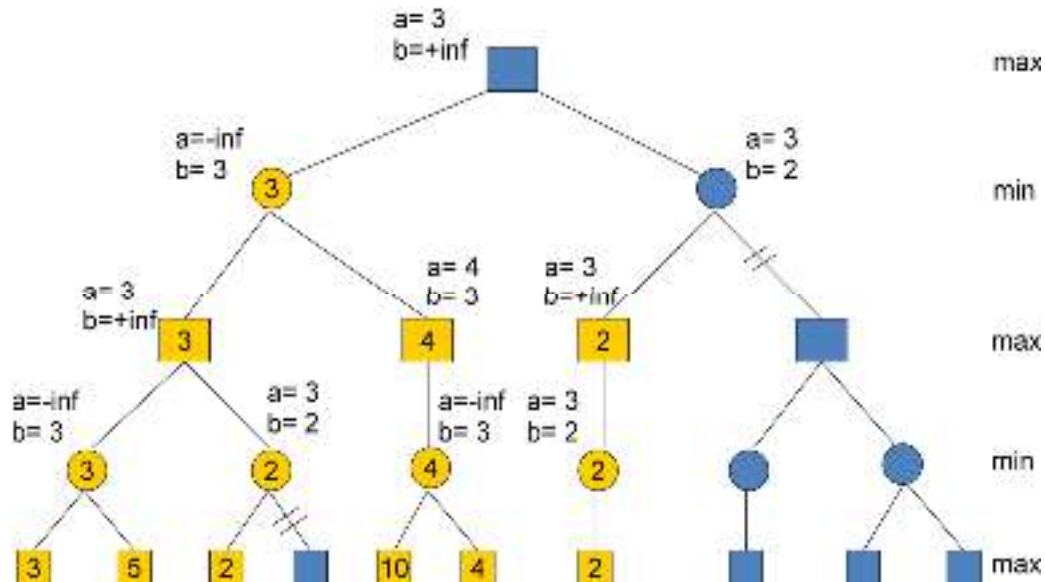 a= 3
b=+inf
max
a=-inf
b= 3
3
a= 3
b= 2
min
a= 3
b=+inf
3
a= 4
b= 3
4
a= 3
b=+inf
2
max
a=-inf
b= 3
3
a= 3
b= 2
2
a=-inf
b= 3
4
a= 3
b= 2
2
min
3
5
2
10
4
2
max